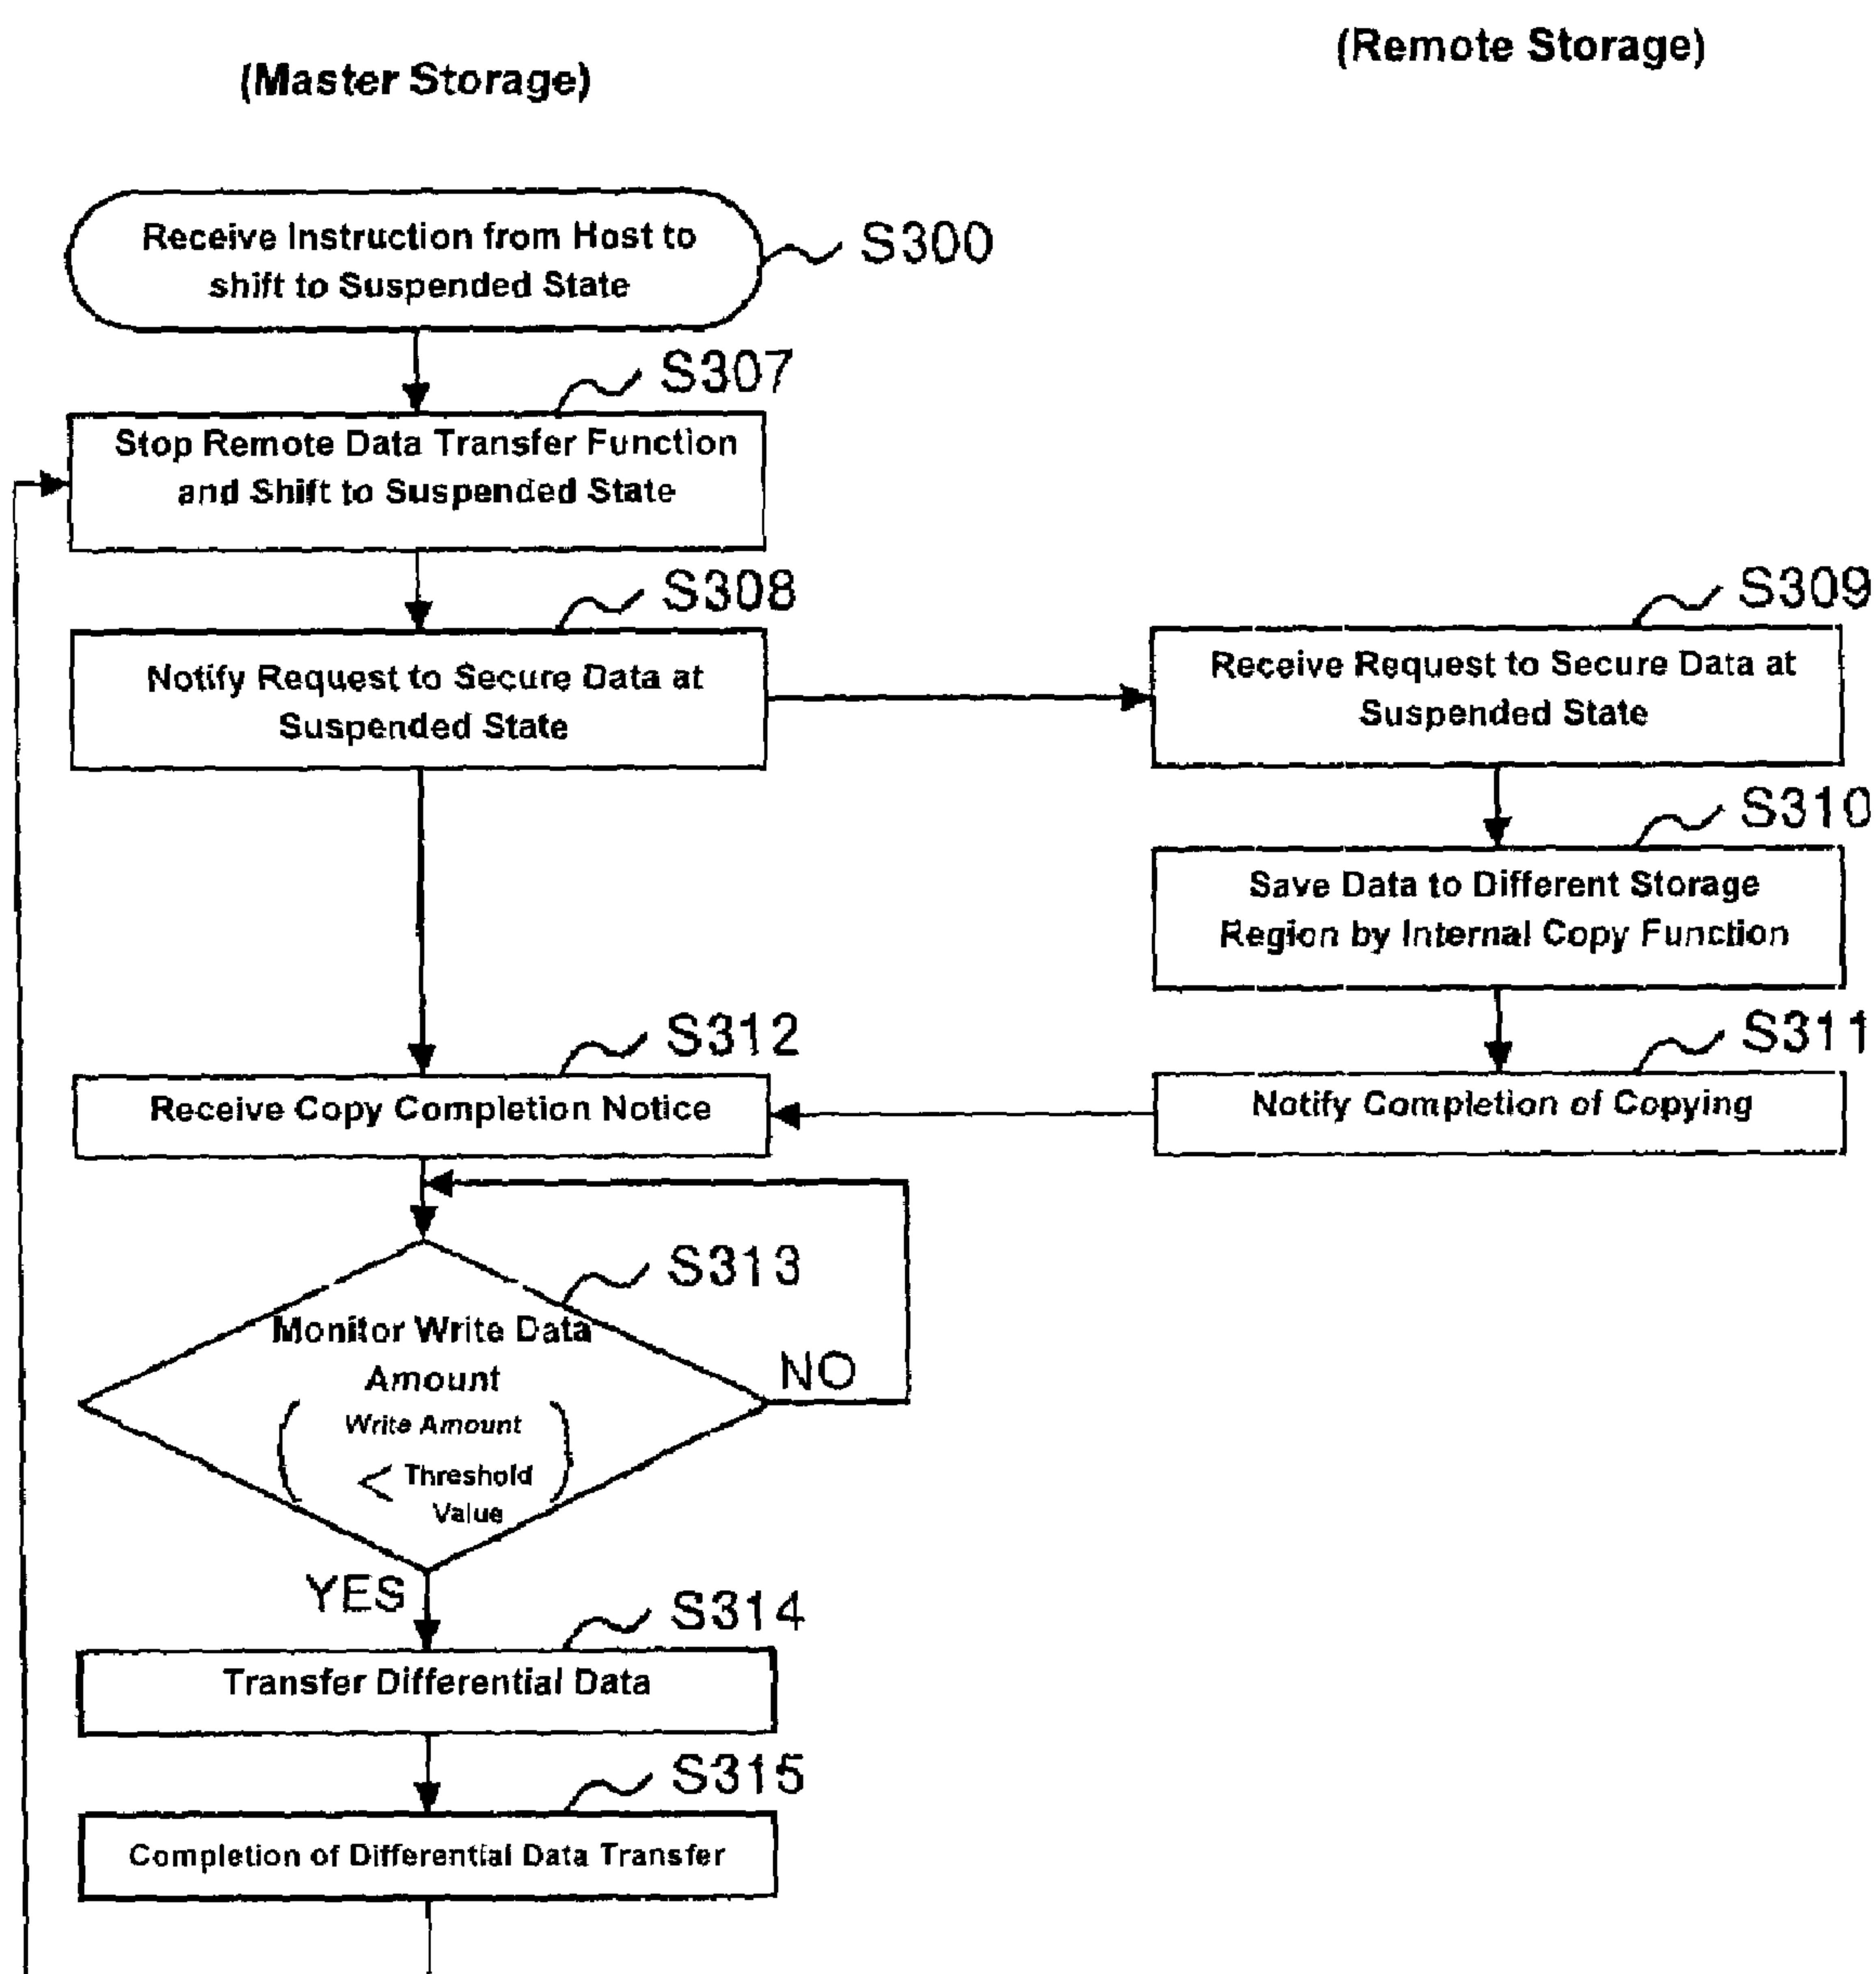 (Master Storage)
(Remote Storage)
Receive Instruction from Host to
shift to Suspended State
S300
S307
Stop Remote Data Transfer Function
and Shift to Suspended State
S308
Notify Request to Secure Data at
Suspended State
S309
Receive Request to Secure Data at
Suspended State
S310
Save Data to Different Storage
Region by Internal Copy Function
S311
Notify Completion of Copying
S312
Receive Copy Completion Notice
S313
Monitor Write Data
Amount
( Write Amount
< Threshold
Value )
NO
YES
S314
Transfer Differential Data
S315
Completion of Differential Data Transfer